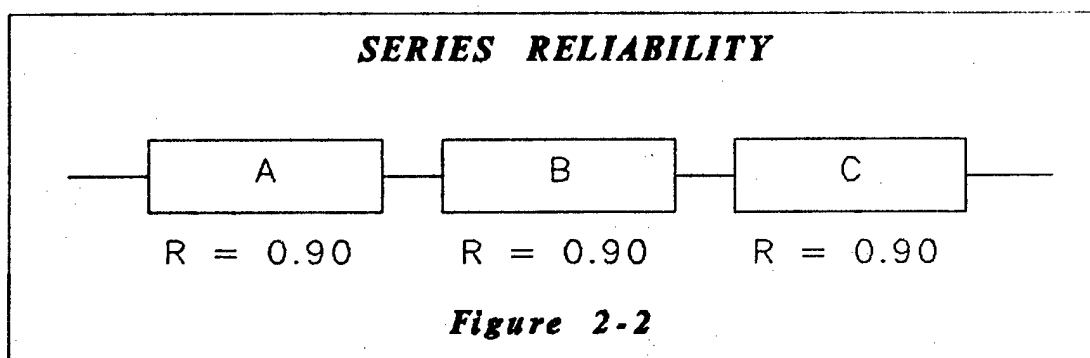 SERIES RELIABILITY
A B C
R = 0.90 R = 0.90 R = 0.90
Figure 2-2